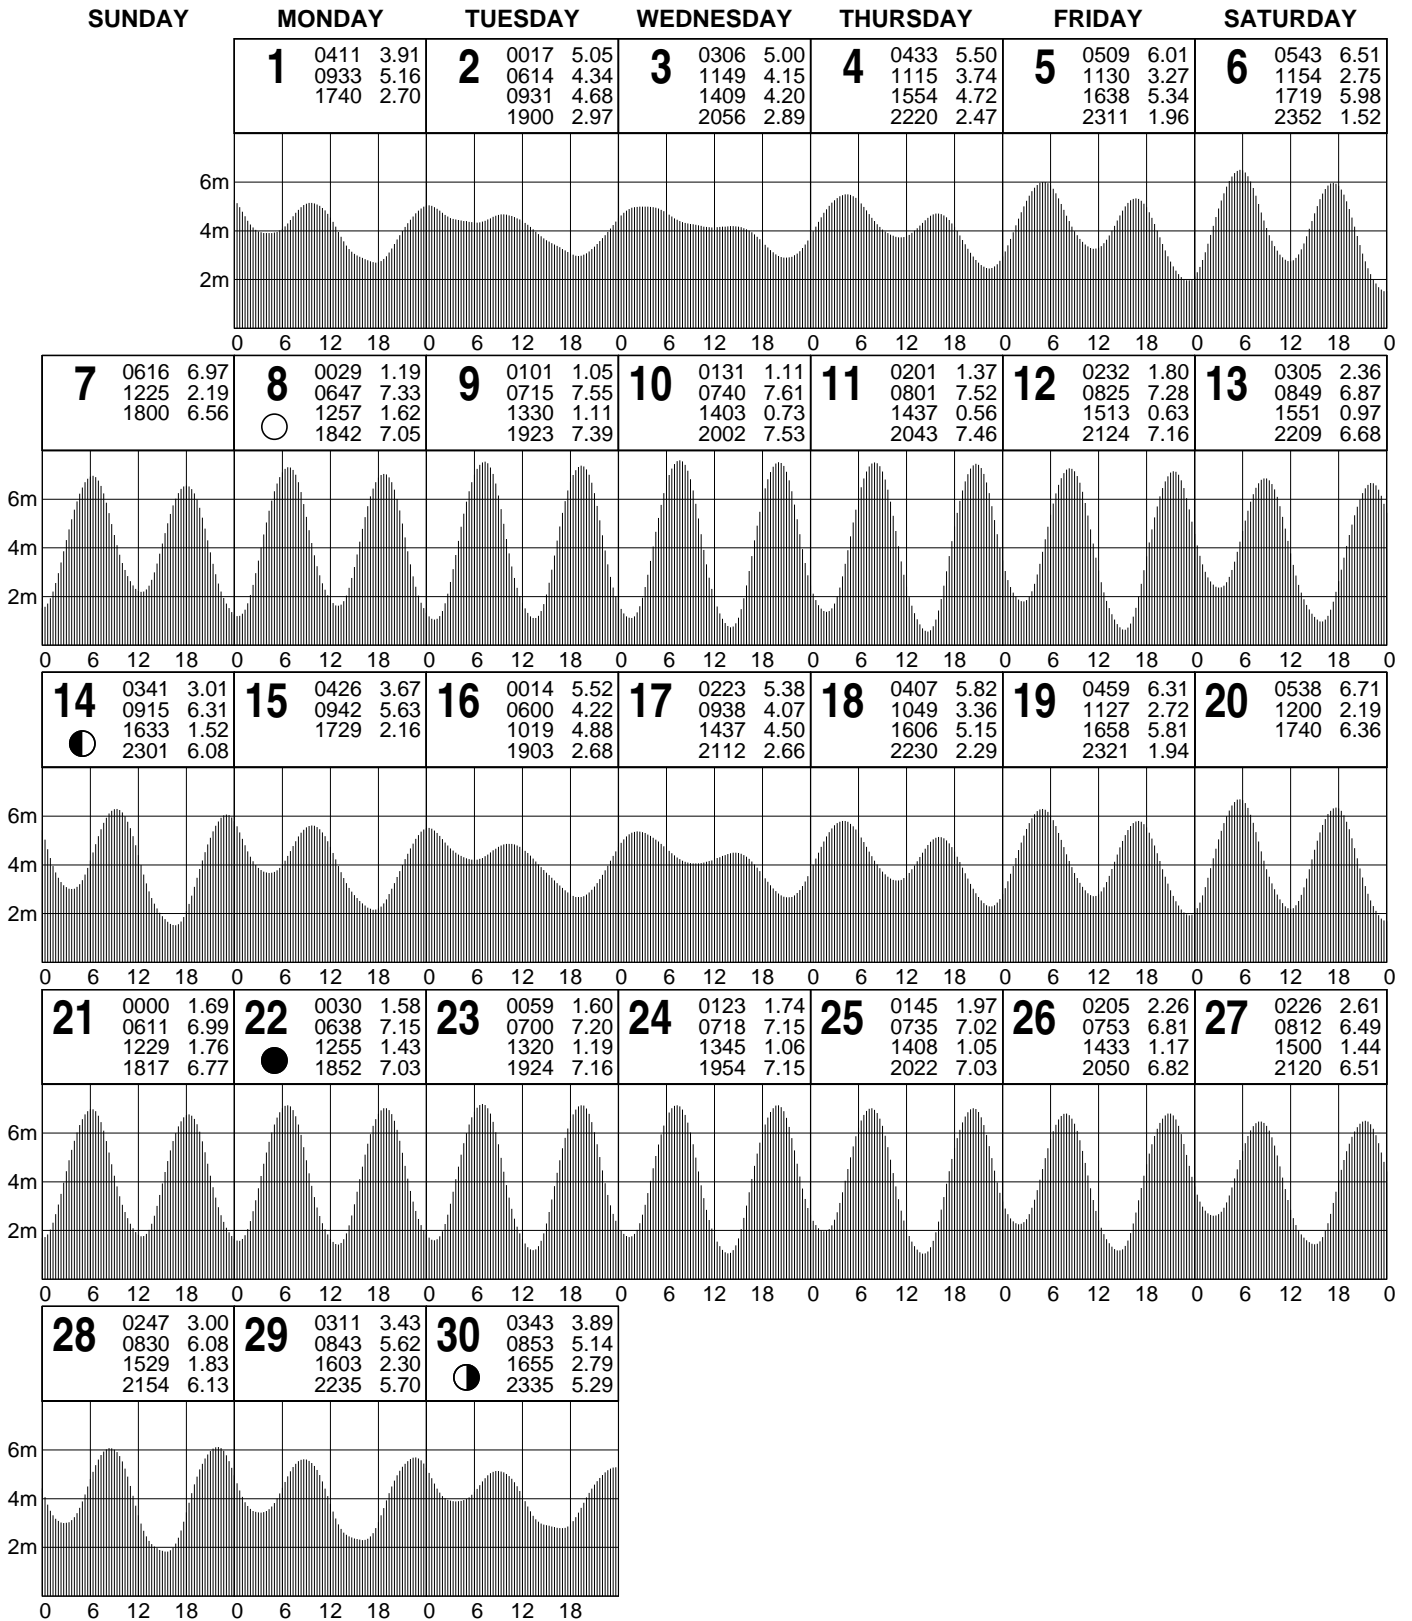 SUNDAY MONDAY TUESDAY WEDNESDAY THURSDAY FRIDAY SATURDAY
1 0411 3.91 2 0017 5.05 3 0306 5.00 4 0433 5.50 5 0509 6.01 6 0543 6.51
0933 5.16 0614 4.34 1149 4.15 1115 3.74 1130 3.27 1154 2.75
1740 2.70 0931 4.68 1409 4.20 1554 4.72 1638 5.34 1719 5.98
1900 2.97 2056 2.89 2220 2.47 2311 1.96 2352 1.52
6m
4m
2m
0 6 12 18 0 6 12 18 0 6 12 18 0 6 12 18 0 6 12 18 0 6 12 18 0
7 0616 6.97 8 0029 1.19 9 0101 1.05 10 0131 1.11 11 0201 1.37 12 0232 1.80 13 0305 2.36
1225 2.19 0647 7.33 0715 7.55 0740 7.61 0801 7.52 0825 7.28 0849 6.87
1800 6.56 1257 1.62 1330 1.11 1403 0.73 1437 0.56 1513 0.63 1551 0.97
1842 7.05 1923 7.39 2002 7.53 2043 7.46 2124 7.16 2209 6.68
6m
4m
2m
0 6 12 18 0 6 12 18 0 6 12 18 0 6 12 18 0 6 12 18 0 6 12 18 0 6 12 18 0
14 0341 3.01 15 0426 3.67 16 0014 5.52 17 0223 5.38 18 0407 5.82 19 0459 6.31 20 0538 6.71
0915 6.31 0942 5.63 0600 4.22 0938 4.07 1049 3.36 1127 2.72 1200 2.19
1633 1.52 1729 2.16 1019 4.88 1437 4.50 1606 5.15 1658 5.81 1740 6.36
2301 6.08 1903 2.68 2112 2.66 2230 2.29 2321 1.94
6m
4m
2m
0 6 12 18 0 6 12 18 0 6 12 18 0 6 12 18 0 6 12 18 0 6 12 18 0 6 12 18 0
21 0000 1.69 22 0030 1.58 23 0059 1.60 24 0123 1.74 25 0145 1.97 26 0205 2.26 27 0226 2.61
0611 6.99 0638 7.15 0700 7.20 0718 7.15 0735 7.02 0753 6.81 0812 6.49
1229 1.76 1255 1.43 1320 1.19 1345 1.06 1408 1.05 1433 1.17 1500 1.44
1817 6.77 1852 7.03 1924 7.16 1954 7.15 2022 7.03 2050 6.82 2120 6.51
6m
4m
2m
0 6 12 18 0 6 12 18 0 6 12 18 0 6 12 18 0 6 12 18 0 6 12 18 0 6 12 18 0
28 0247 3.00 29 0311 3.43 30 0343 3.89
0830 6.08 0843 5.62 0853 5.14
1529 1.83 1603 2.30 1655 2.79
2154 6.13 2235 5.70 2335 5.29
6m
4m
2m
0 6 12 18 0 6 12 18 0 6 12 18